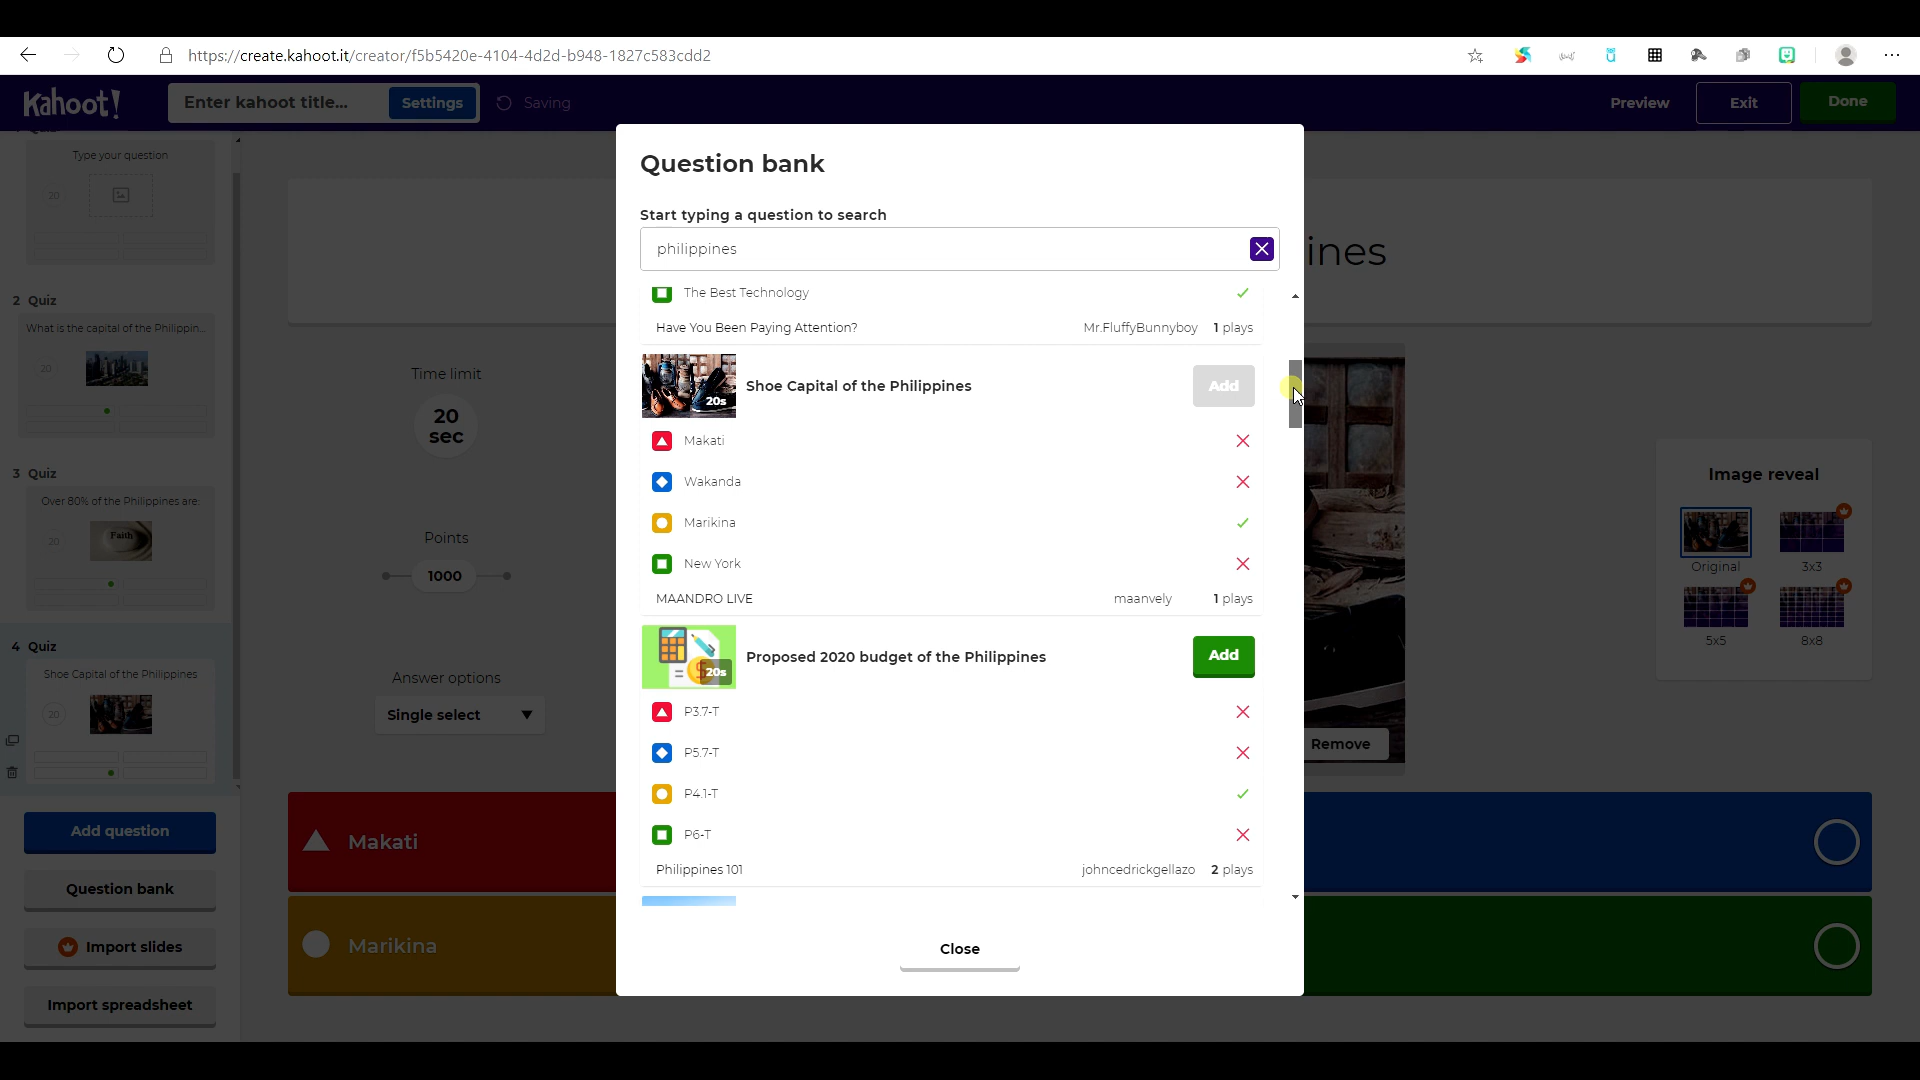 https://create.kahoot.it/creator/f5b5420e-4104-4d2d-b948-1827c583cdd2
Kahoot!
Enter kahoot title...
Settings
Saving
Preview
Exit
Done
Quiz
Type your question
20
2 Quiz
What is the capital of the Philippin...
20
3 Quiz
Over 80% of the Philippines are:
20
Faith
4 Quiz
Shoe Capital of the Philippines
20
Add question
Question bank
Import slides
Import spreadsheet
Time limit
20
sec
Points
1000
Answer options
Single select
Makati
Marikina
ines
Remove
Image reveal
Original
3x3
5x5
8x8
Question bank
Start typing a question to search
philippines
The Best Technology
Have You Been Paying Attention?
Mr.FluffyBunnyboy
1 plays
20s
Shoe Capital of the Philippines
Add
Makati
Wakanda
Marikina
New York
MAANDRO LIVE
maanvely
1 plays
20s
Proposed 2020 budget of the Philippines
Add
P3.7-T
P5.7-T
P4.1-T
P6-T
Philippines 101
johncedrickgellazo
2 plays
Close